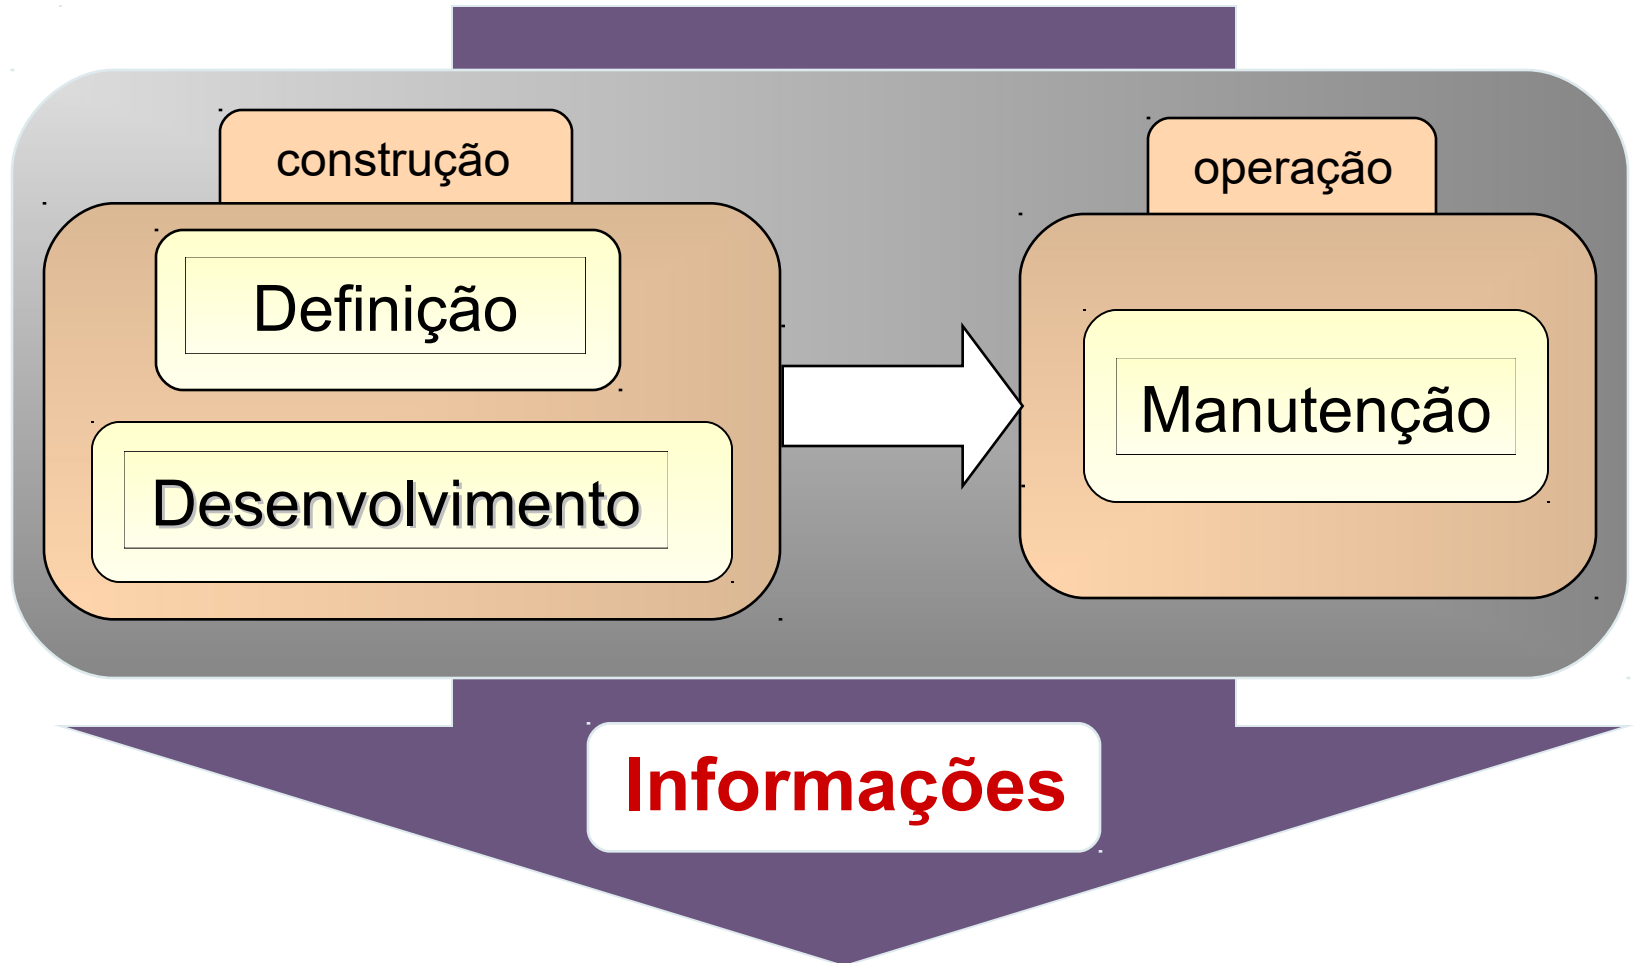 construção
operação
Definição
Desenvolvimento
Manutenção
Informações